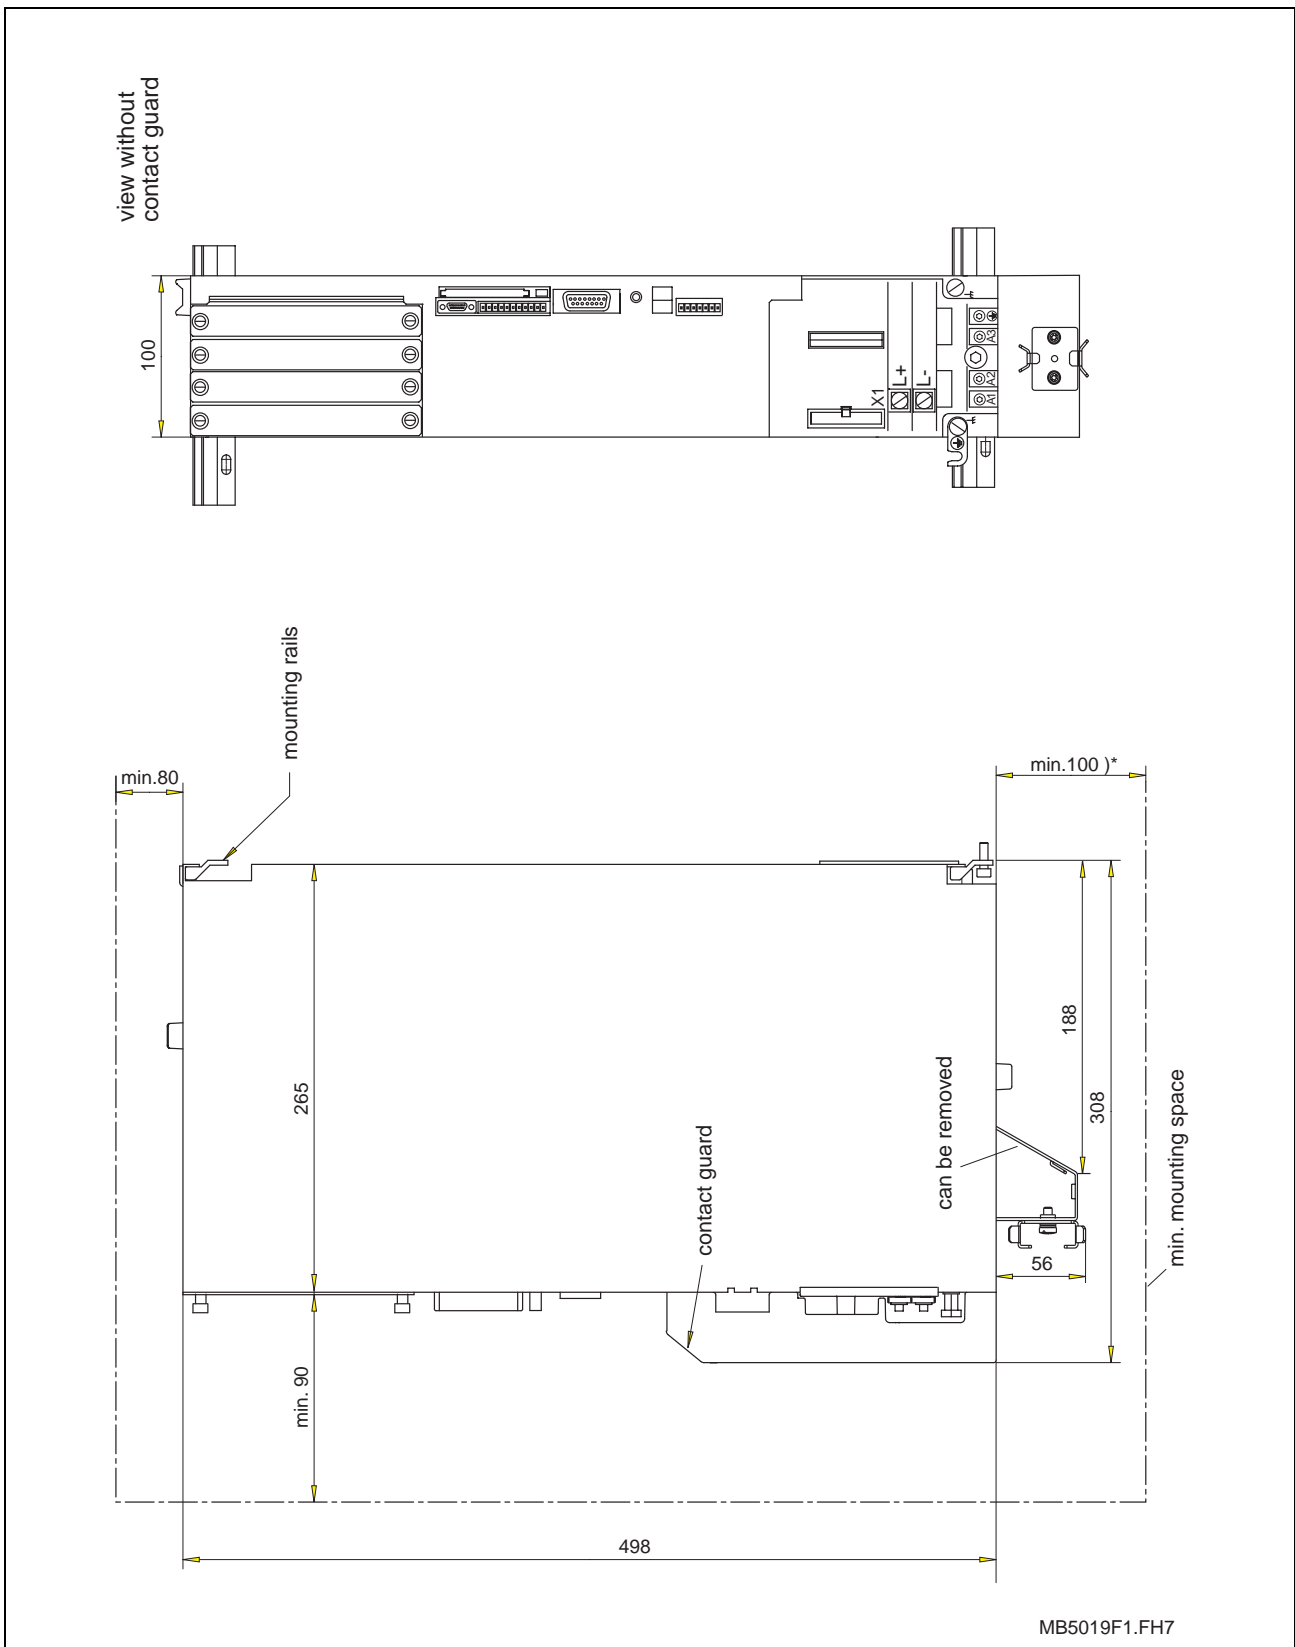 view without
contact guard
100
X1
L+
L-
A1
A2
A3
mounting rails
min.80
min.100 )*
265
188
308
can be removed
contact guard
min. mounting space
56
min. 90
498
MB5019F1.FH7